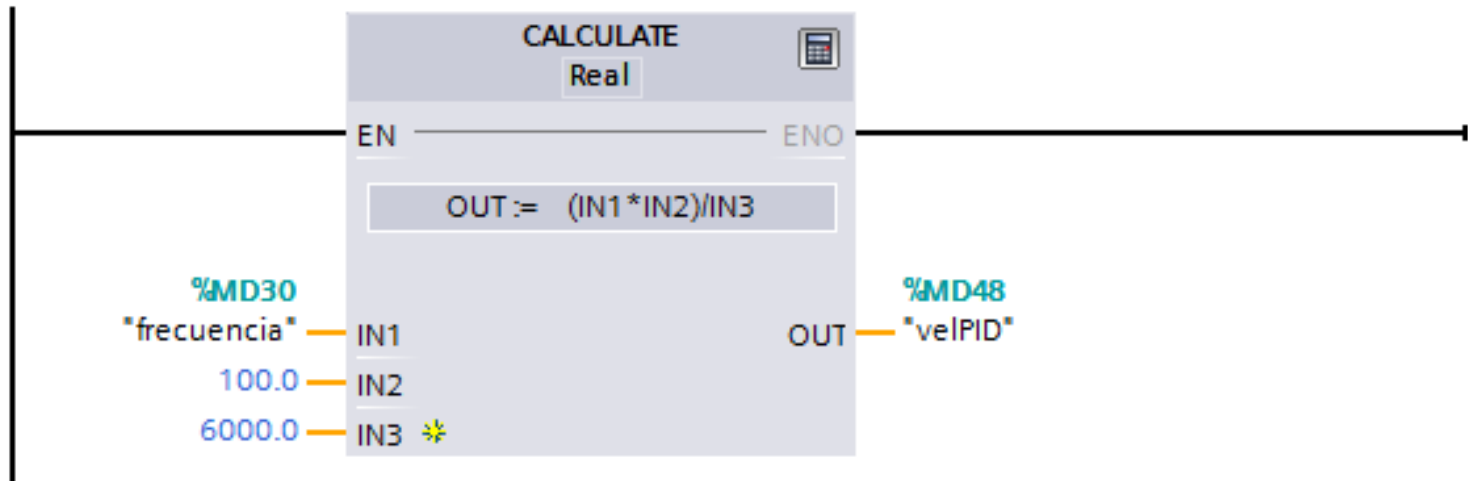 CALCULATE
Real
EN ENO
OUT := (IN1*IN2)/IN3
%MD30
"frecuencia" IN1
%MD48
OUT "velPID"
100.0 IN2
6000.0 IN3